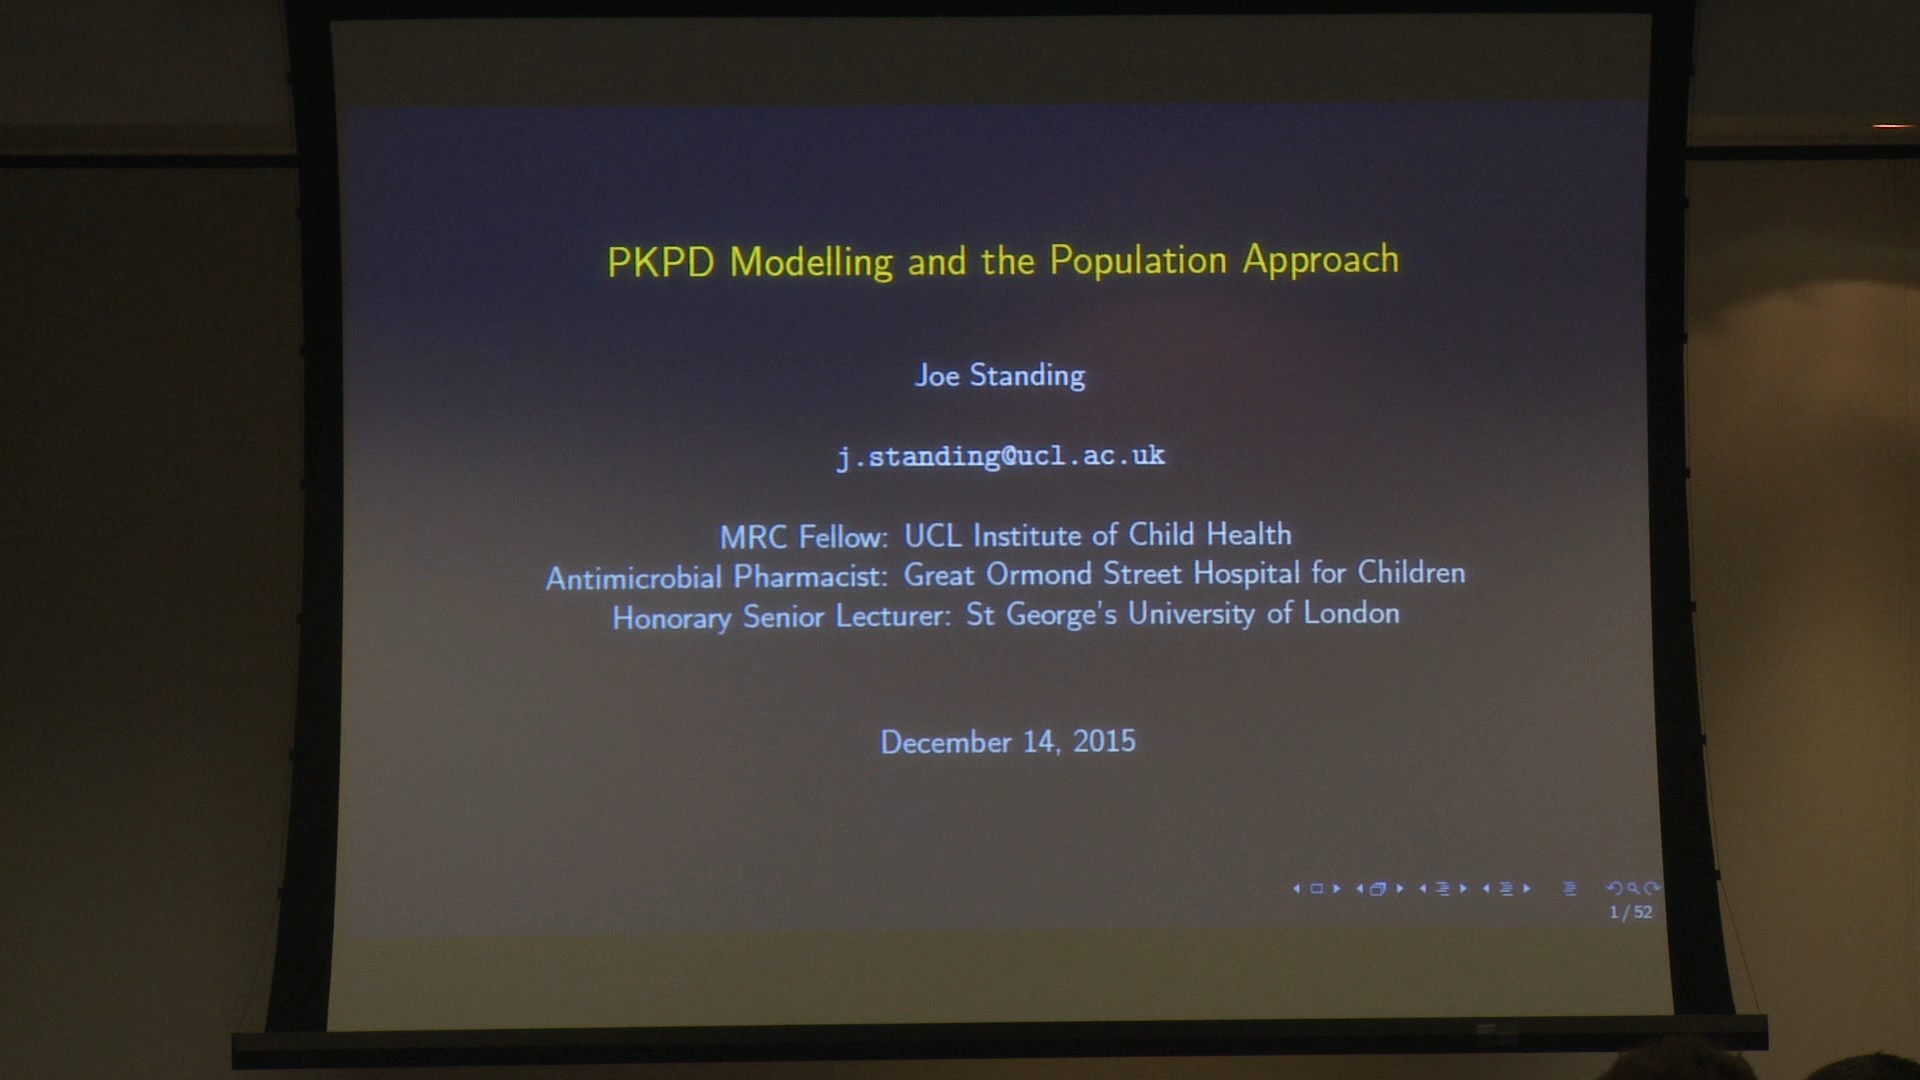 PKPD Modelling and the Population Approach
Joe Standing
j.standing@ucl.ac.uk
MRC Fellow: UCL Institute of Child Health
Antimicrobial Pharmacist: Great Ormond Street Hospital for Children
Honorary Senior Lecturer: St George's University of London
December 14, 2015
1 / 52